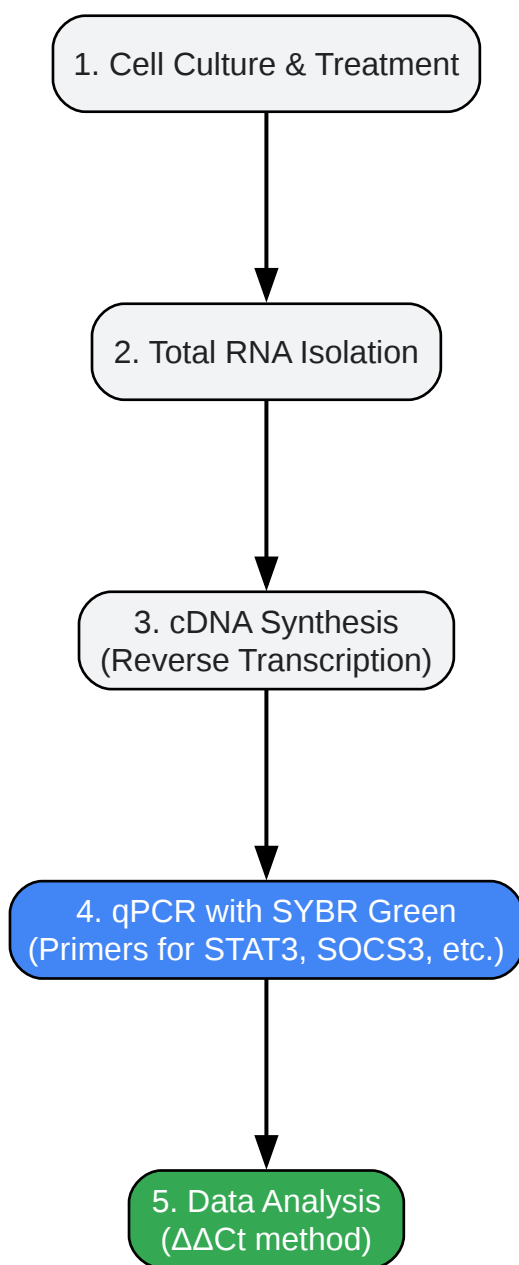 1. Cell Culture & Treatment
2. Total RNA Isolation
3. cDNA Synthesis
(Reverse Transcription)
4. qPCR with SYBR Green
(Primers for STAT3, SOCS3, etc.)
5. Data Analysis
(ΔΔCt method)